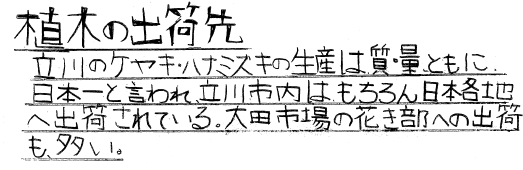 植木の出荷先
立川のケヤキ・ハナミズキの生産は、質・量ともに、
日本一と言われ、立川市内は、もちろん日本各地
へ出荷されている。大田市場の花き部への出荷
も、多い。